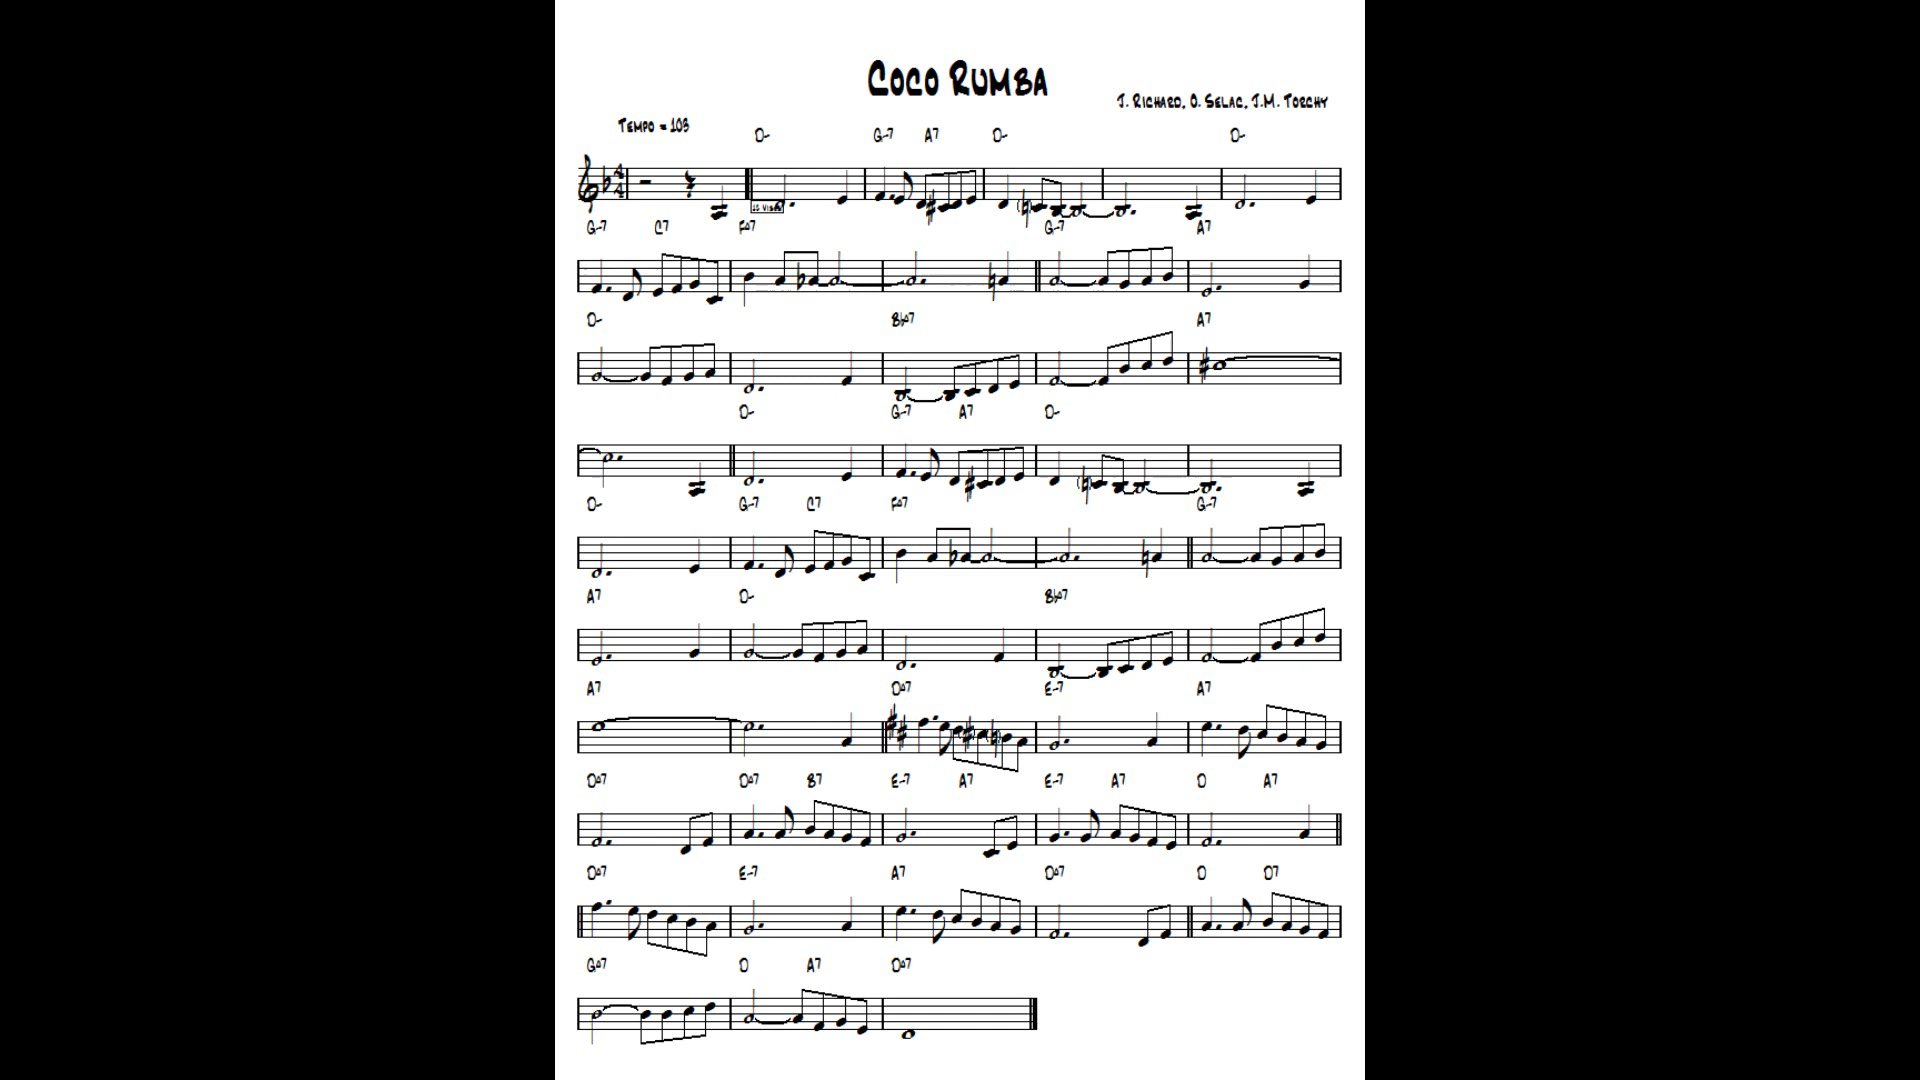 Coco Rumba
J. Richard, O. Selac, J.M. Torchy
Tempo = 103
D- G-7 A7 D- D-
4
4
G-7 C7 F△7 G-7 A7
D- B♭△7 A7
D- G-7 A7 D-
D- G-7 C7 F△7 G-7
A7 D- B♭△7
A7 D△7 E-7 A7
D△7 D△7 B7 E-7 A7 E-7 A7 D A7
D△7 E-7 A7 D△7 D D7
G△7 D A7 D△7